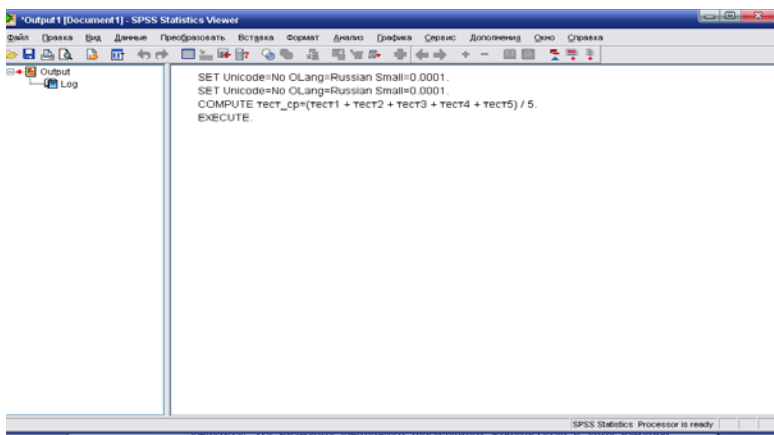 *Output1 [Document1] - SPSS Statistics Viewer
Файл Правка Вид Данные Преобразовать Вставка Формат Анализ Графика Сервис Дополнения Окно Справка
Output
Log
SET Unicode=No OLang=Russian Small=0.0001.
SET Unicode=No OLang=Russian Small=0.0001.
COMPUTE тест_ср=(тест1 + тест2 + тест3 + тест4 + тест5) / 5.
EXECUTE.
SPSS Statistics Processor is ready